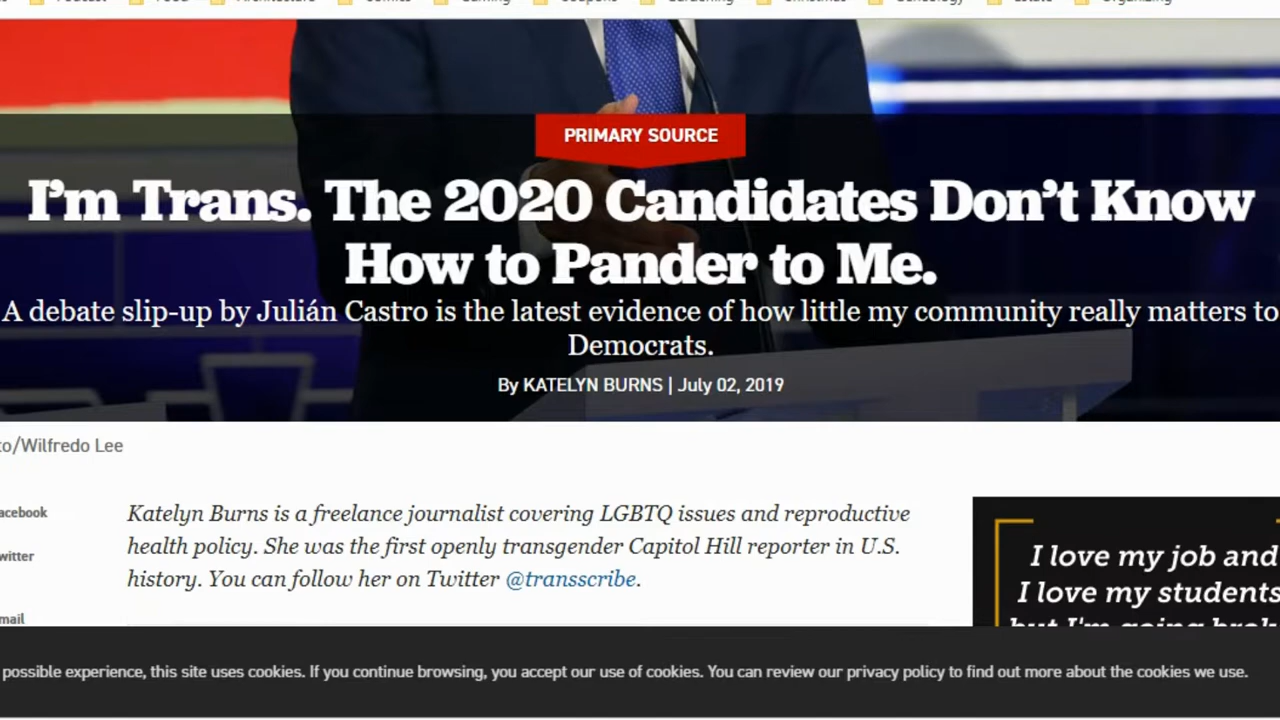 PRIMARY SOURCE
I'm Trans. The 2020 Candidates Don't Know
How to Pander to Me.
A debate slip-up by Julián Castro is the latest evidence of how little my community really matters to
Democrats.
By KATELYN BURNS | July 02, 2019
to/Wilfredo Lee
acebook
Katelyn Burns is a freelance journalist covering LGBTQ issues and reproductive
health policy. She was the first openly transgender Capitol Hill reporter in U.S.
history. You can follow her on Twitter @transscribe.
witter
mail
I love my job and
I love my students
possible experience, this site uses cookies. If you continue browsing, you accept our use of cookies. You can review our privacy policy to find out more about the cookies we use.